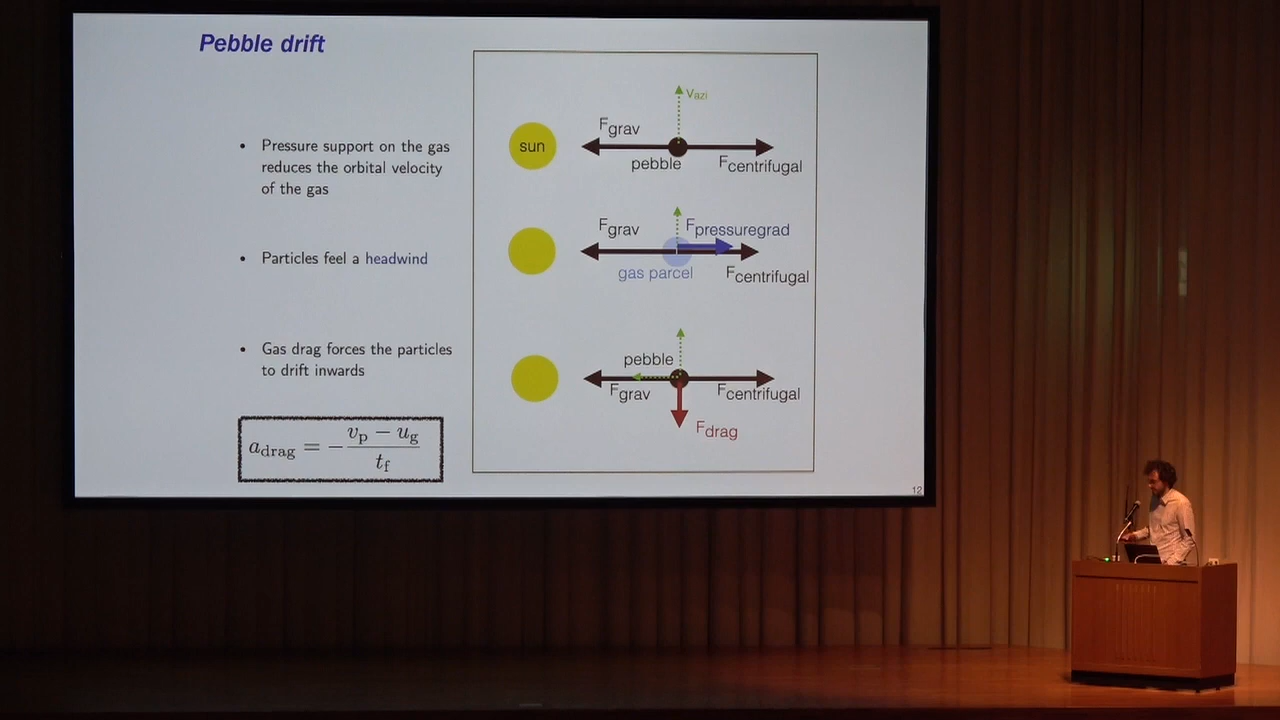 Pebble drift
• Pressure support on the gas
reduces the orbital velocity
of the gas
• Particles feel a headwind
• Gas drag forces the particles
to drift inwards
a_drag = − (v_p − u_g) / t_f
v_azi
F_grav
sun
pebble
F_centrifugal
F_grav
F_pressuregrad
gas parcel
F_centrifugal
pebble
F_grav
F_centrifugal
F_drag
12